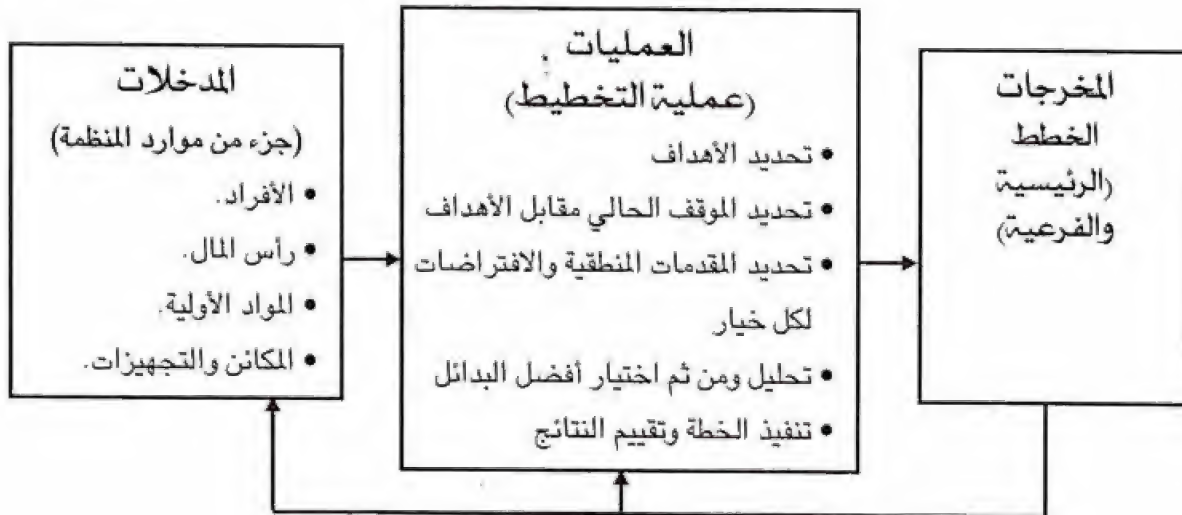 المدخلات
(جزء من موارد المنظمة)
• الأفراد.
• رأس المال.
• المواد الأولية.
• المكائن والتجهيزات.
العمليات
(عملية التخطيط)
• تحديد الأهداف
• تحديد الموقف الحالي مقابل الأهداف
• تحديد المقدمات المنطقية والافتراضات
لكل خيار
• تحليل ومن ثم اختيار أفضل البدائل
• تنفيذ الخطة وتقييم النتائج
المخرجات
الخطط
(الرئيسية
والفرعية)